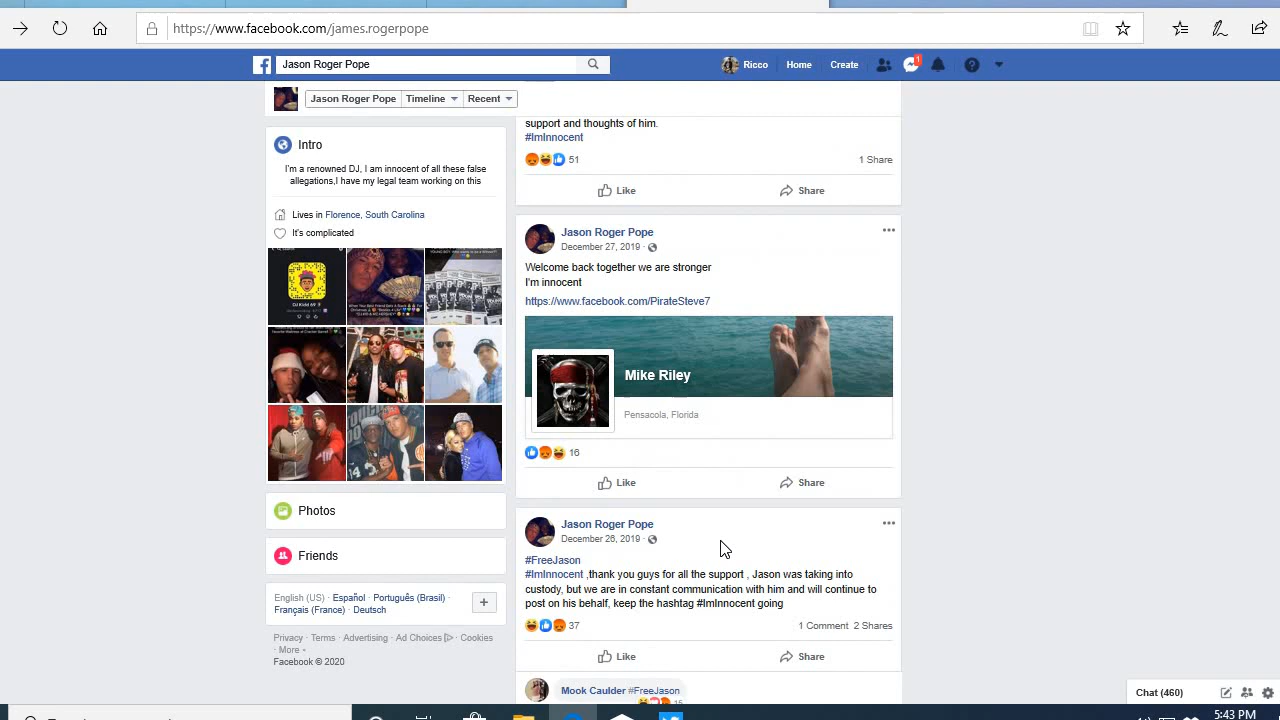 https://www.facebook.com/james.rogerpope
Jason Roger Pope
Ricco
Home
Create
1
Jason Roger Pope
Timeline
Recent
Intro
I'm a renowned DJ, I am innocent of all these false
allegations,I have my legal team working on this
Lives in Florence, South Carolina
It's complicated
Photos
Friends
English (US) · Español · Português (Brasil) ·
Français (France) · Deutsch
+
Privacy · Terms · Advertising · Ad Choices · Cookies
· More
Facebook © 2020
support and thoughts of him.
#ImInnocent
51
1 Share
Like
Share
Jason Roger Pope
December 27, 2019 ·
Welcome back together we are stronger
I'm innocent
https://www.facebook.com/PirateSteve7
Mike Riley
Pensacola, Florida
16
Like
Share
Jason Roger Pope
December 26, 2019 ·
#FreeJason
#ImInnocent ,thank you guys for all the support , Jason was taking into
custody, but we are in constant communication with him and will continue to
post on his behalf, keep the hashtag #ImInnocent going
37
1 Comment 2 Shares
Like
Share
Mook Caulder #FreeJason
15
Chat (460)
5:43 PM